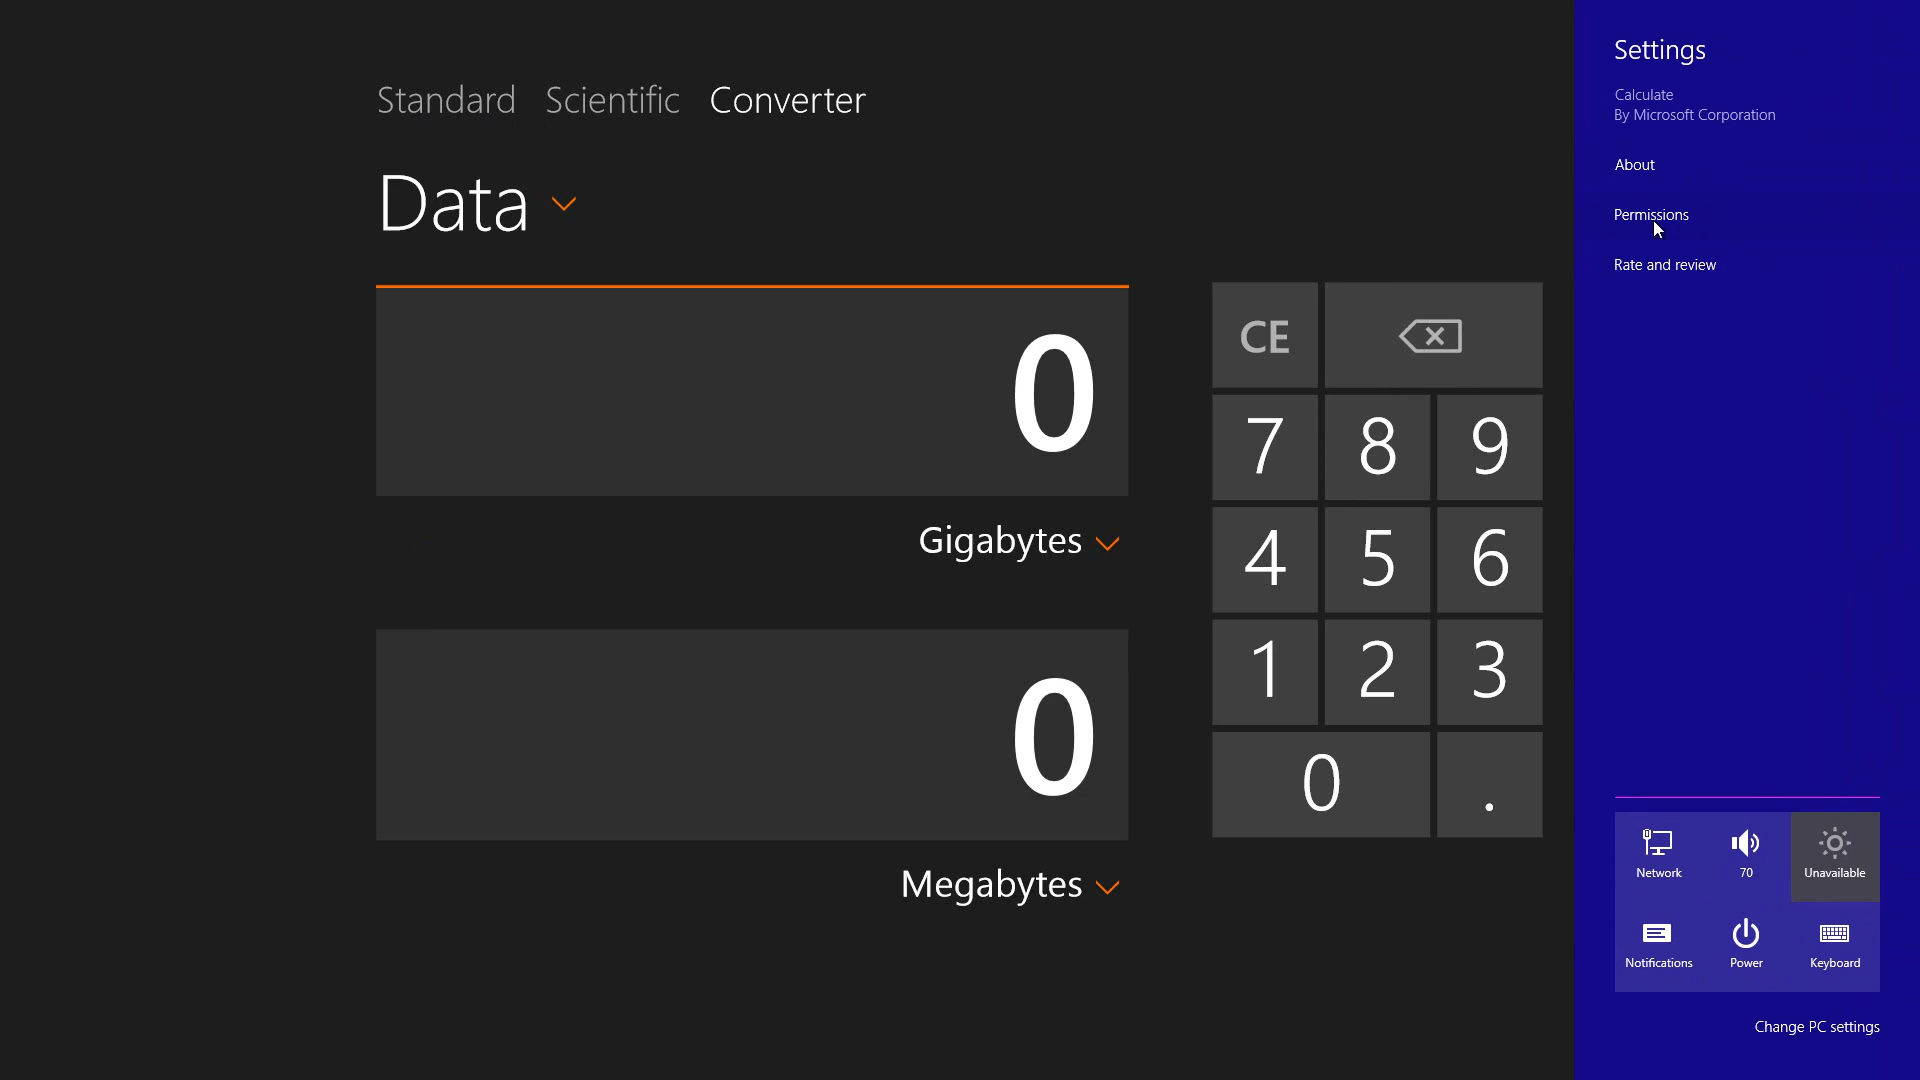 Standard Scientific Converter
Data
0
Gigabytes
0
Megabytes
CE
7 8 9
4 5 6
1 2 3
0 .
Settings
Calculate
By Microsoft Corporation
About
Permissions
Rate and review
Network 70 Unavailable
Notifications Power Keyboard
Change PC settings